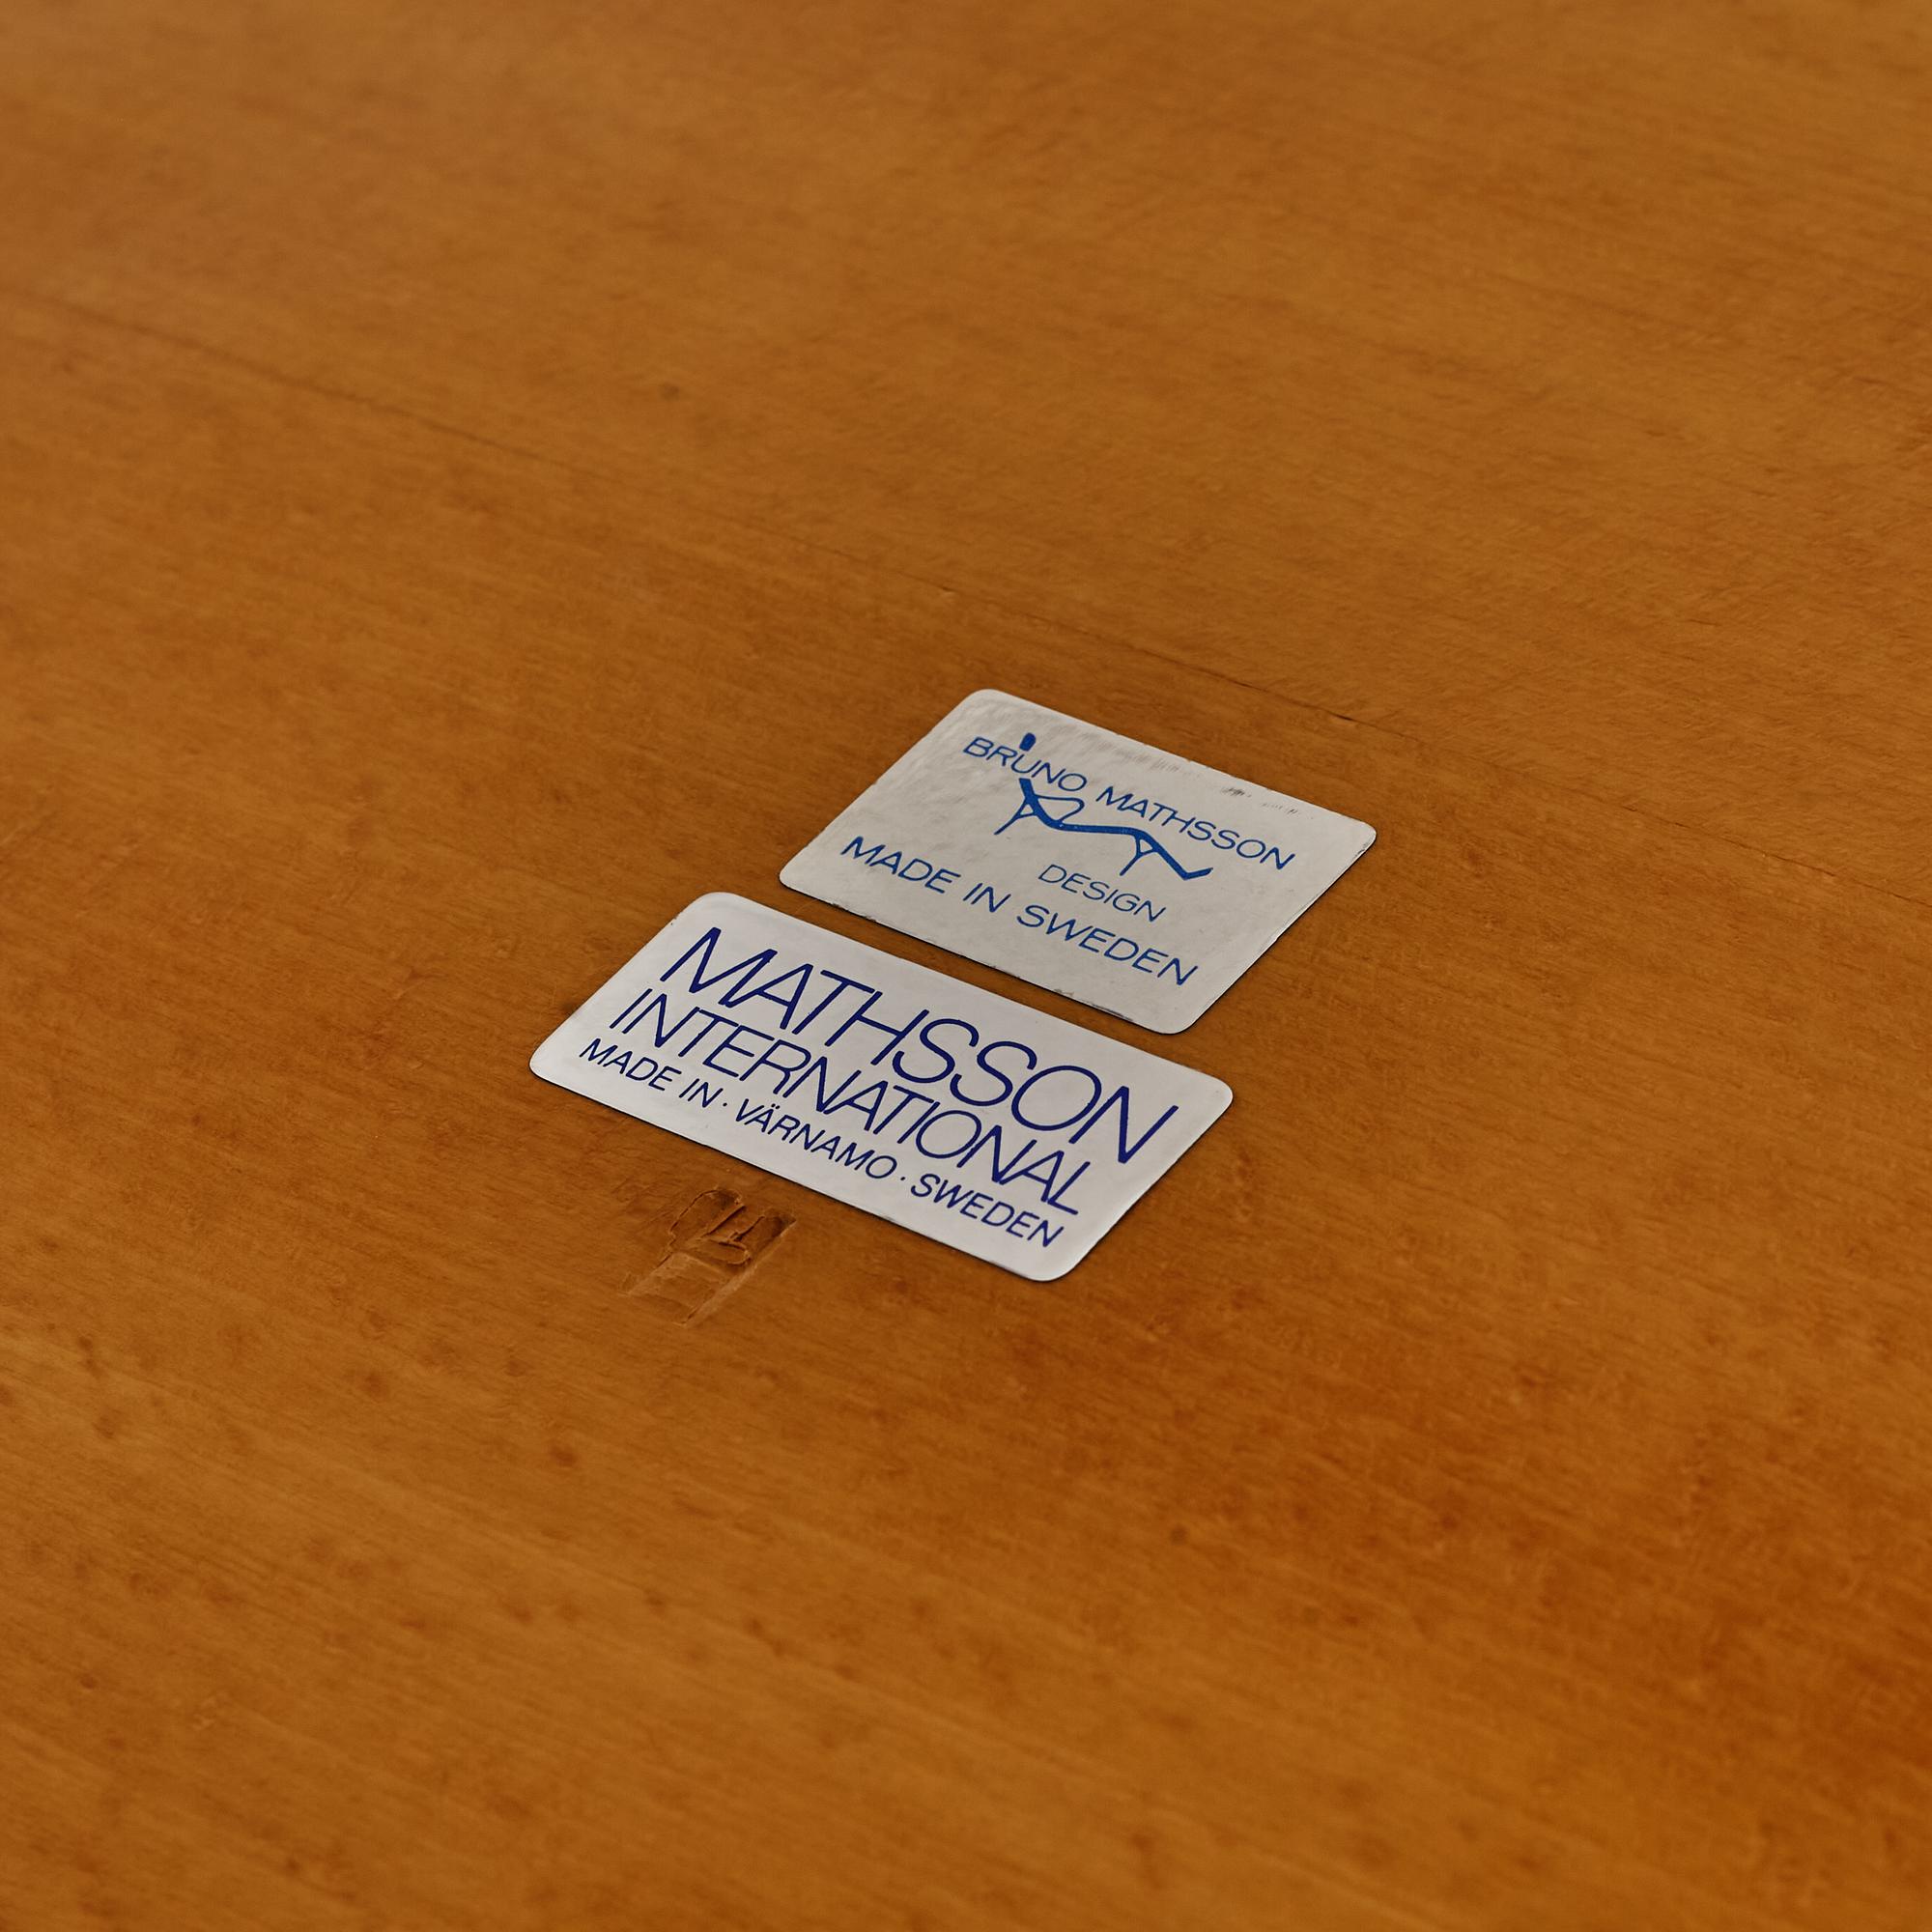 BRUNO MATHSSON
DESIGN
MADE IN SWEDEN
MATHSSON
INTERNATIONAL
MADE IN · VÄRNAMO · SWEDEN